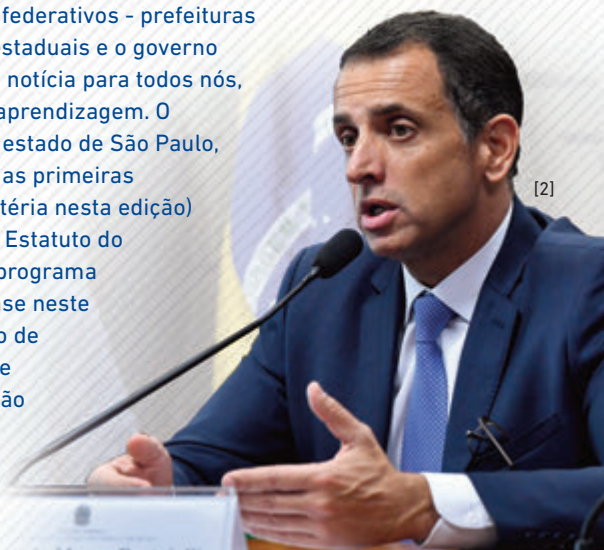 federativos - prefeituras
estaduais e o governo
notícia para todos nós,
aprendizagem. O
estado de São Paulo,
as primeiras
téria nesta edição)
Estatuto do
programa
se neste
o de
e
ão
[2]